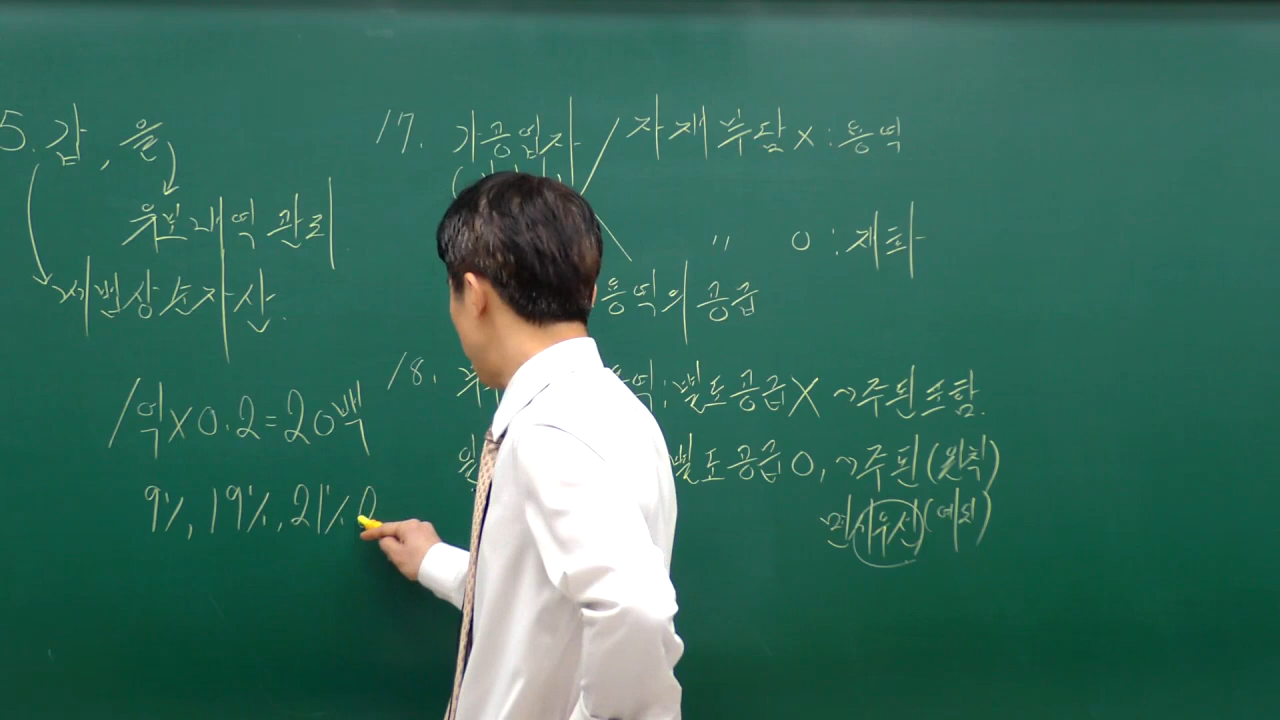 5. 갑, 을
유보내역 관리
세법상순자산.
1억×0.2=20백
9%, 19%, 21%
17. 가공업자 자재부담×:용역
〃 0:재화
용역의 공급
18. 용역:별도공급× →주된포함.
별도공급0, →주된(원칙)
면세우선(예외)